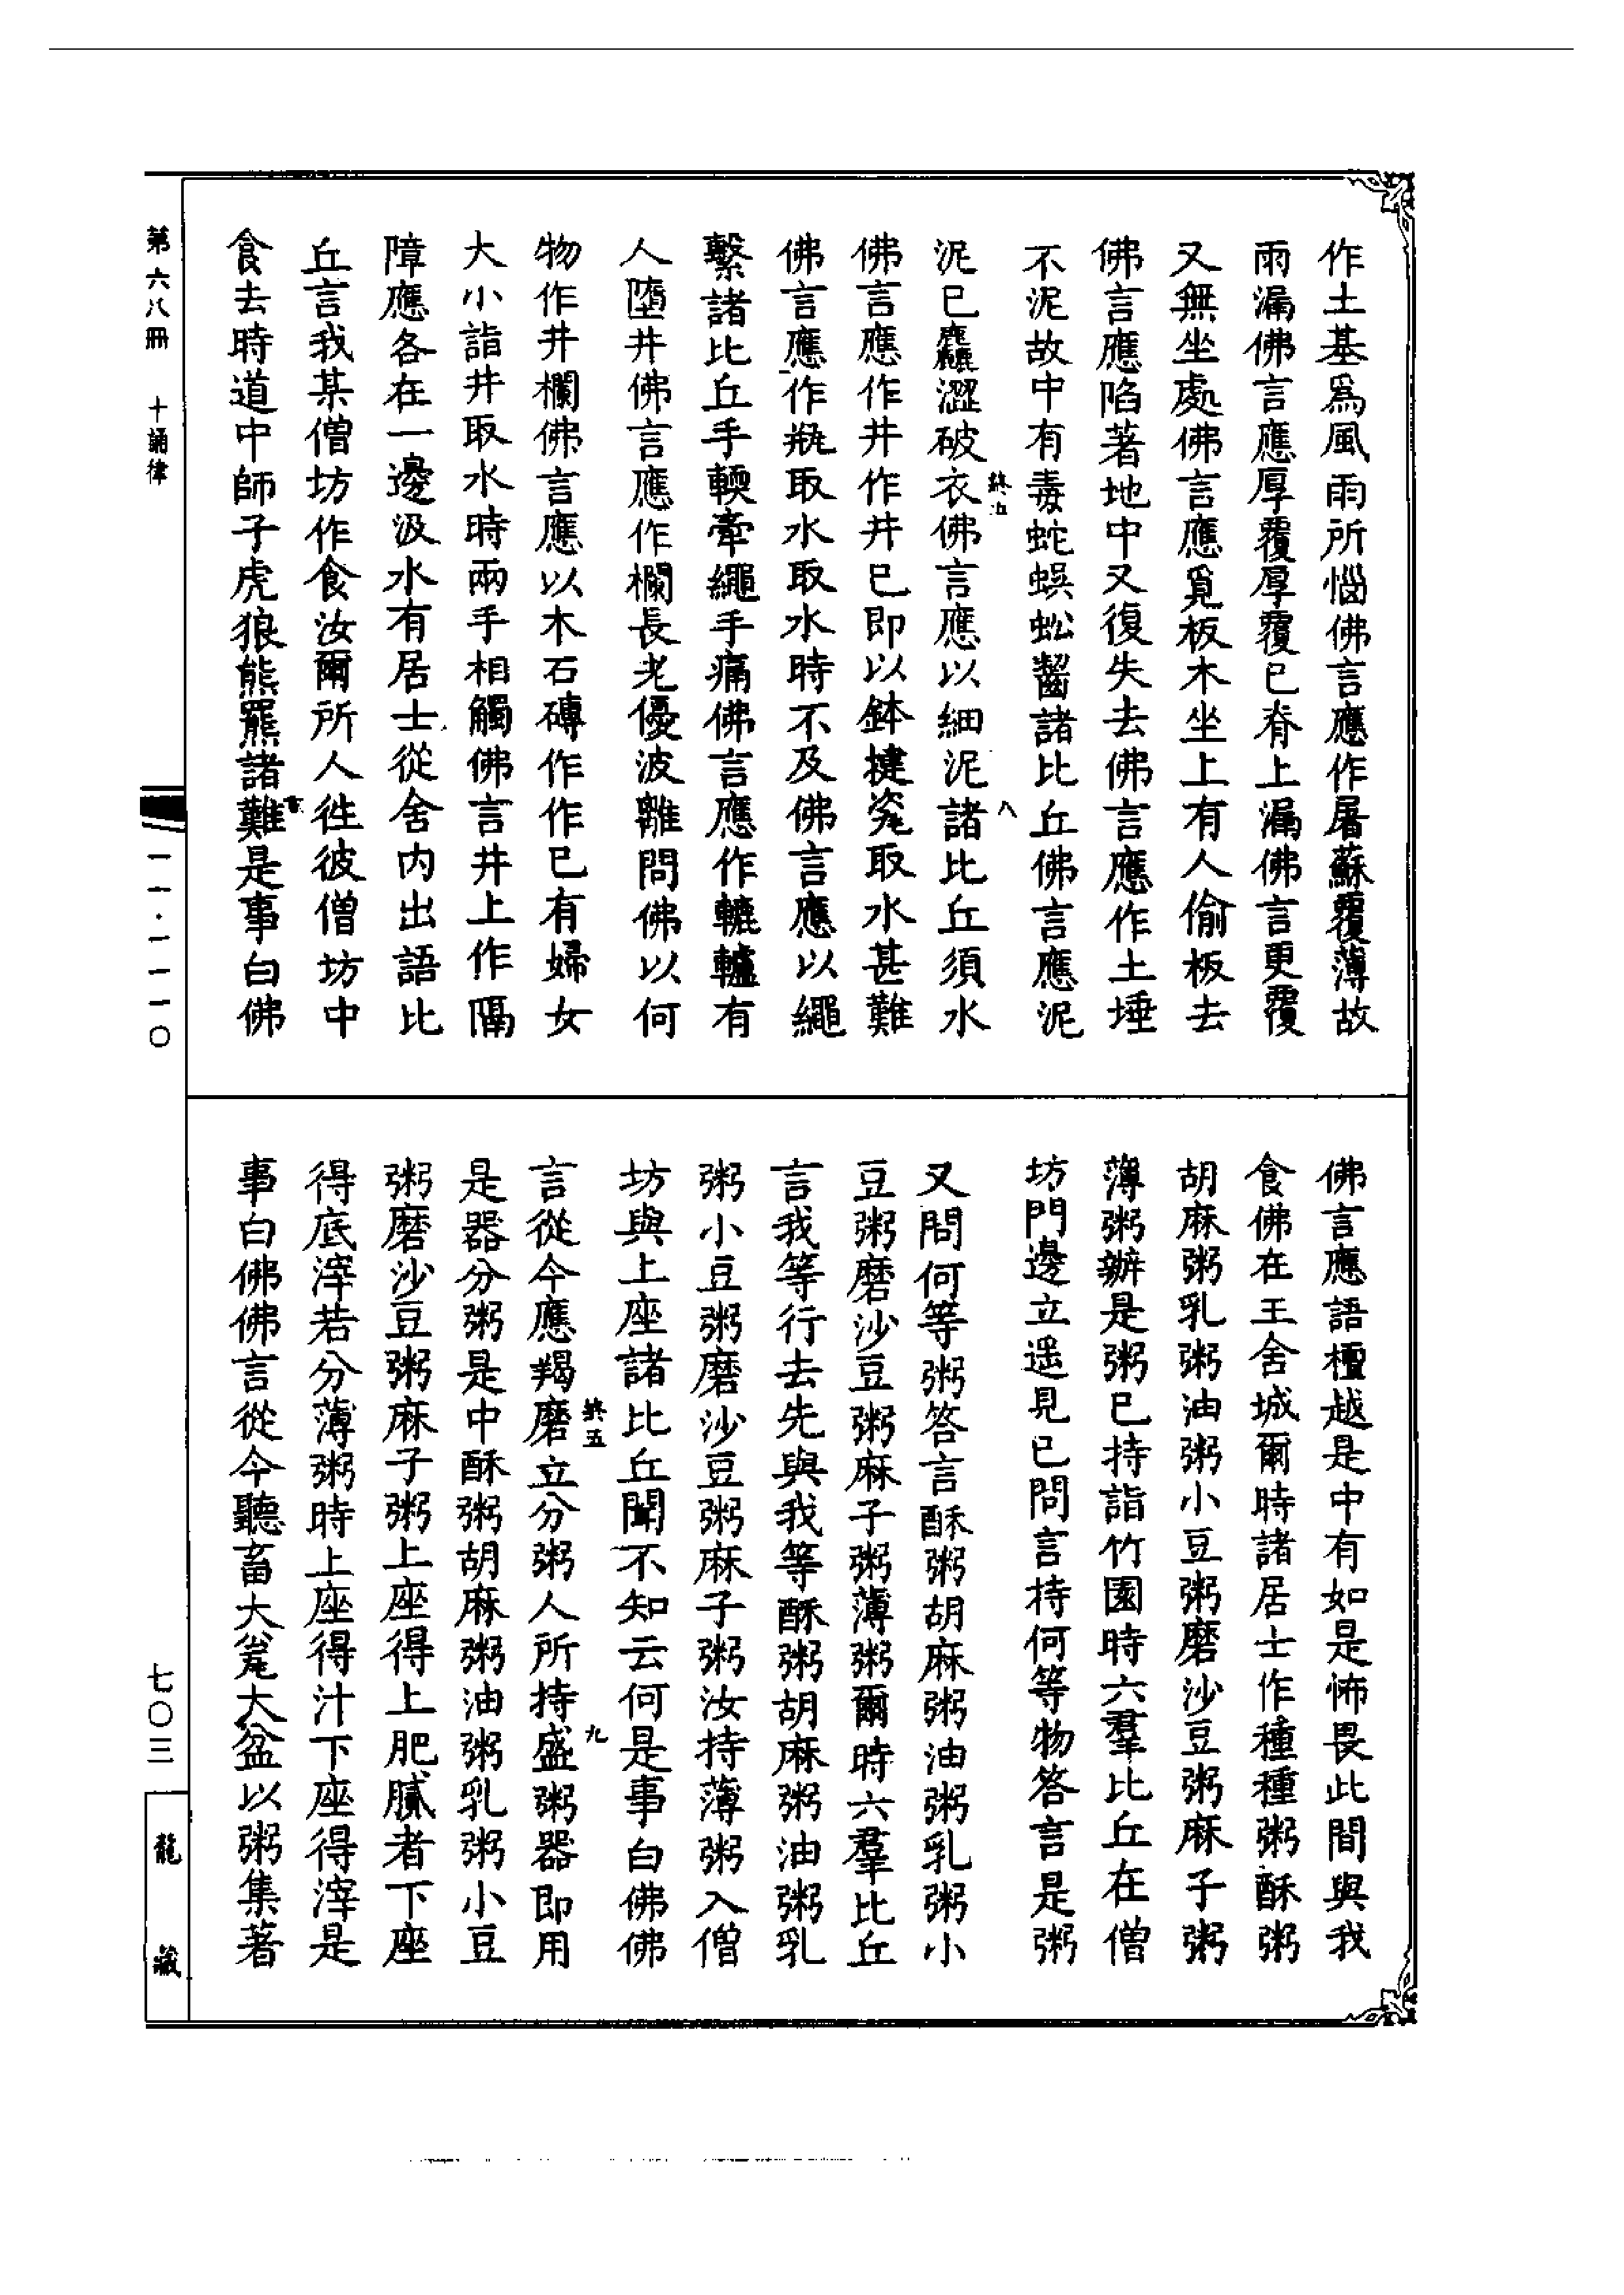 作土基爲風雨所惱佛言應作屠蘇覆薄故
雨漏佛言應厚覆厚覆已脊上漏佛言更覆
又無坐處佛言應覓板木坐上有人偷板去
佛言應陷著地中又復失去佛言應作土埵
不泥故中有毒蛇蜈蚣齧諸比丘佛言應泥
終五
八
泥已麤澀破衣佛言應以細泥諸比丘須水
佛言應作井作井已即以鉢揵瓷取水甚難
佛言應作瓶取水取水時不及佛言應以繩
繫諸比丘手輭牽繩手痛佛言應作轆轤有
人墮井佛言應作欄長老優波離問佛以何
物作井欄佛言應以木石磚作作已有婦女
大小詣井取水時兩手相觸佛言井上作隔
障應各在一邊汲水有居士從舍内出語比
丘言我某僧坊作食汝爾所人徃彼僧坊中
食去時道中師子虎狼熊羆諸難是事白佛
佛言應語檀越是中有如是怖畏此間與我
食佛在王舍城爾時諸居士作種種粥酥粥
胡麻粥乳粥油粥小豆粥磨沙豆粥麻子粥
薄粥辦是粥已持詣竹園時六羣比丘在僧
坊門邊立遥見已問言持何等物答言是粥
又問何等粥答言酥粥胡麻粥油粥乳粥小
豆粥磨沙豆粥麻子粥薄粥爾時六羣比丘
言我等行去先與我等酥粥胡麻粥油粥乳
粥小豆粥磨沙豆粥麻子粥汝持薄粥入僧
坊與上座諸比丘聞不知云何是事白佛佛
終五
九
言從今應羯磨立分粥人所持盛粥器即用
是器分粥是中酥粥胡麻粥油粥乳粥小豆
粥磨沙豆粥麻子粥上座得上肥膩者下座
得底滓若分薄粥時上座得汁下座得滓是
事白佛佛言從今聽畜大瓮大盆以粥集著
第六八冊 十誦律
一一·一一一〇
七〇三
龍藏